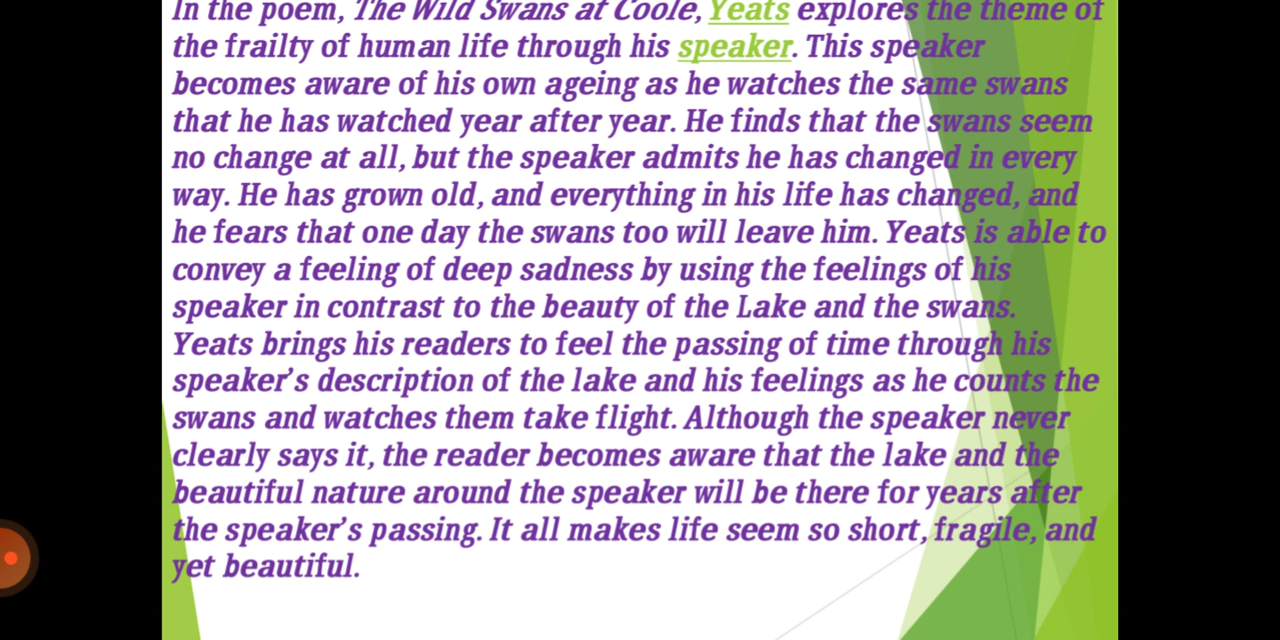 In the poem, The Wild Swans at Coole, Yeats explores the theme of
the frailty of human life through his speaker. This speaker
becomes aware of his own ageing as he watches the same swans
that he has watched year after year. He finds that the swans seem
no change at all, but the speaker admits he has changed in every
way. He has grown old, and everything in his life has changed, and
he fears that one day the swans too will leave him. Yeats is able to
convey a feeling of deep sadness by using the feelings of his
speaker in contrast to the beauty of the Lake and the swans.
Yeats brings his readers to feel the passing of time through his
speaker’s description of the lake and his feelings as he counts the
swans and watches them take flight. Although the speaker never
clearly says it, the reader becomes aware that the lake and the
beautiful nature around the speaker will be there for years after
the speaker’s passing. It all makes life seem so short, fragile, and
yet beautiful.